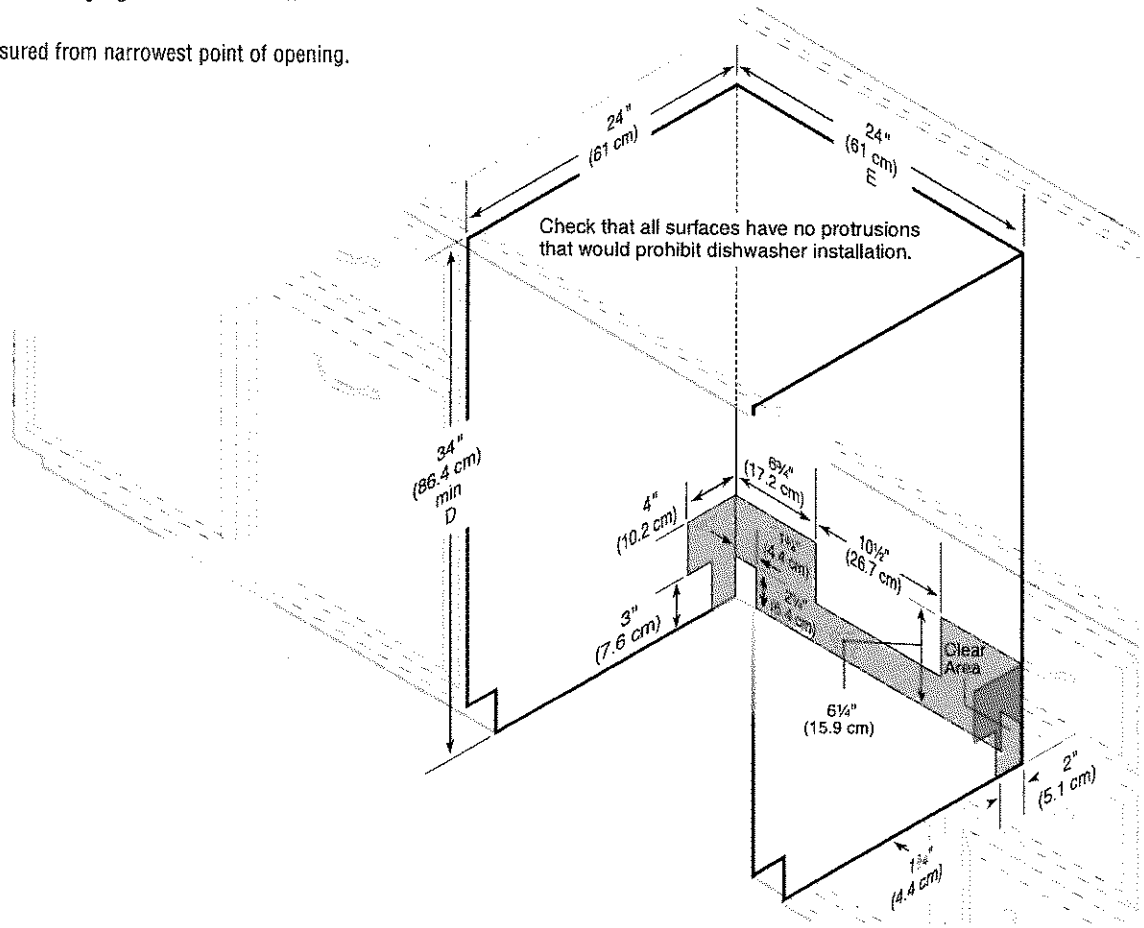 sured from narrowest point of opening.
24"
(61 cm)
24"
(61 cm)
E
Check that all surfaces have no protrusions
that would prohibit dishwasher installation.
34"
(86.4 cm)
min
D
4"
(10.2 cm)
6¾"
(17.2 cm)
(4.4 cm)
10½"
(26.7 cm)
3"
(7.6 cm)
Clear
Area
6¼"
(15.9 cm)
2"
(5.1 cm)
1¾"
(4.4 cm)